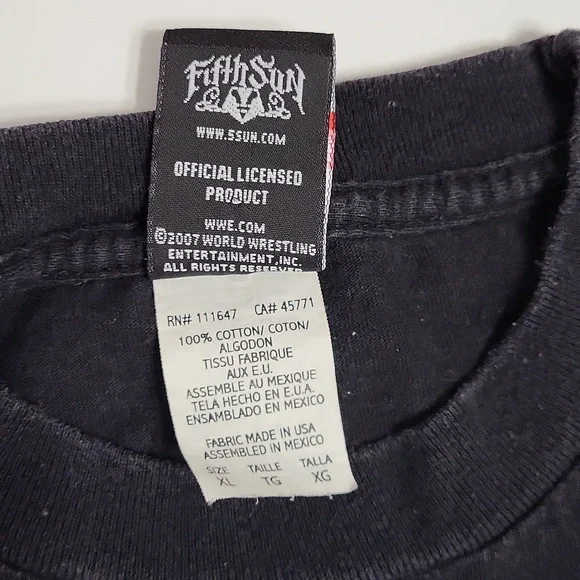 Fifth Sun
WWW.5SUN.COM
OFFICIAL LICENSED
PRODUCT
WWE.COM
©2007 WORLD WRESTLING
ENTERTAINMENT, INC.
ALL RIGHTS RESERVED
RN# 111647 CA# 45771
100% COTTON/ COTON/
ALGODON
TISSU FABRIQUE
AUX E.U.
ASSEMBLE AU MEXIQUE
TELA HECHO EN E.U.A.
ENSAMBLADO EN MEXICO
FABRIC MADE IN USA
ASSEMBLED IN MEXICO
SIZE TAILLE TALLA
XL TG XG